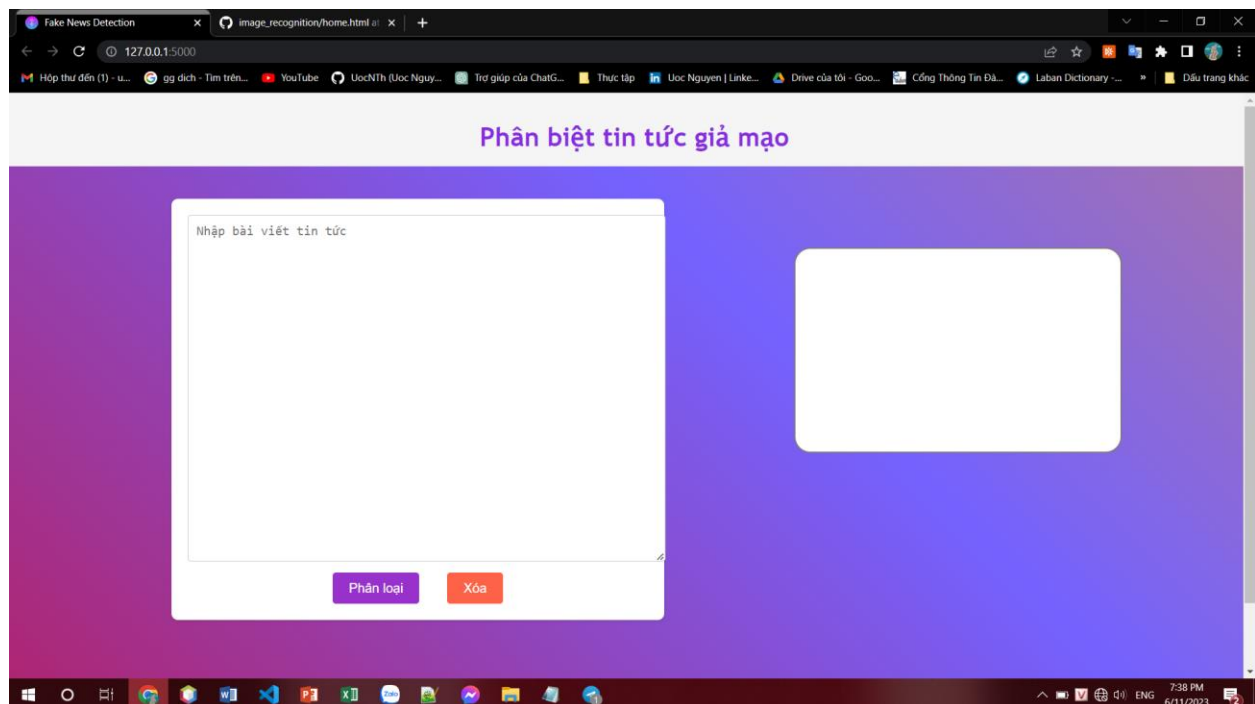 Fake News Detection
image_recognition/home.html at
127.0.0.1:5000
Hộp thư đến (1) - u...
gg dich - Tìm trên...
YouTube
UocNTh (Uoc Nguy...
Trợ giúp của ChatG...
Thực tập
Uoc Nguyen | Linke...
Drive của tôi - Goo...
Cổng Thông Tin Đà...
Laban Dictionary -...
»
Dấu trang khác
Phân biệt tin tức giả mạo
Nhập bài viết tin tức
Phân loại
Xóa
ENG
7:38 PM
6/11/2023